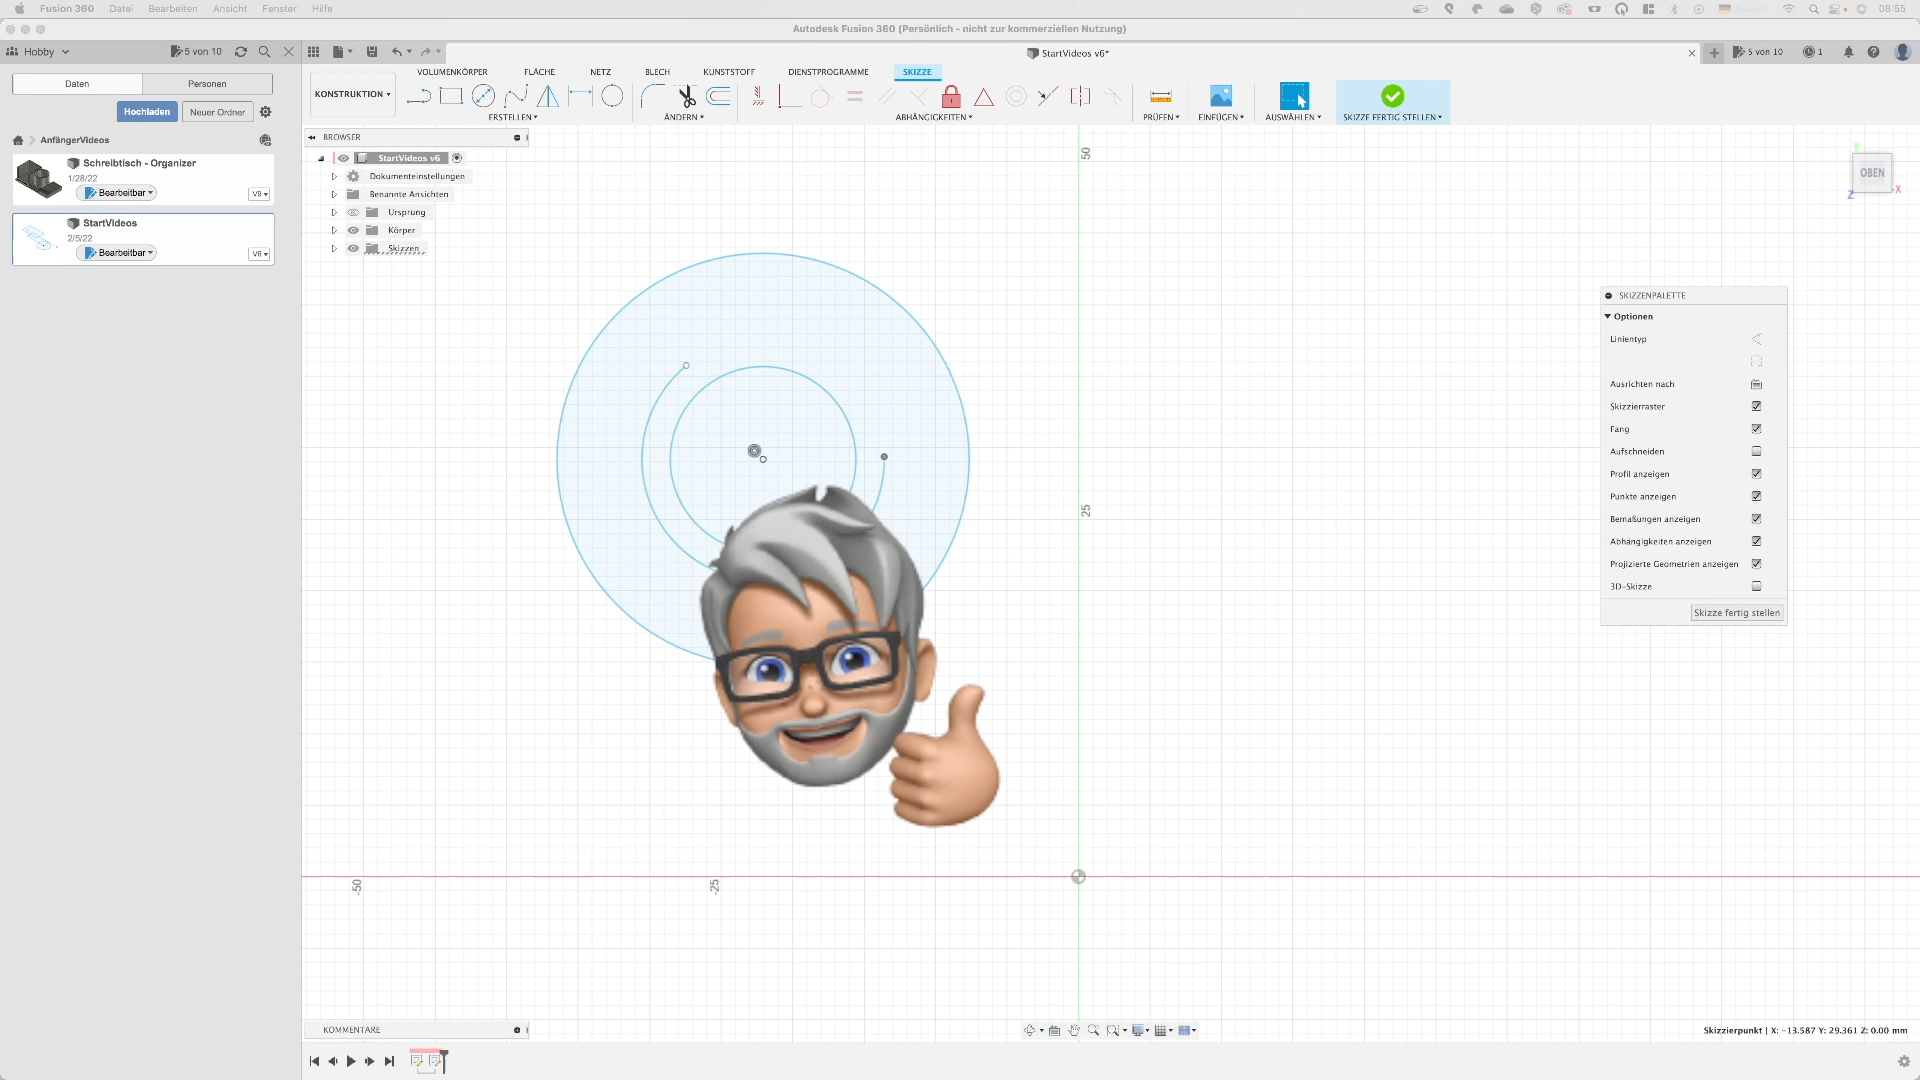 Fusion 360 Datei Bearbeiten Ansicht Fenster Hilfe 08:55
Autodesk Fusion 360 (Persönlich – nicht zur kommerziellen Nutzung)
Hobby 5 von 10 StartVideos v6* 5 von 10 1
Daten Personen
VOLUMENKÖRPER FLÄCHE NETZ BLECH KUNSTSTOFF DIENSTPROGRAMME SKIZZE
KONSTRUKTION
Hochladen Neuer Ordner
ERSTELLEN ÄNDERN ABHÄNGIGKEITEN PRÜFEN EINFÜGEN AUSWÄHLEN SKIZZE FERTIG STELLEN
AnfängerVideos
BROWSER
Schreibtisch - Organizer
1/28/22
Bearbeitbar V9
StartVideos
2/5/22
Bearbeitbar V6
StartVideos v6
Dokumenteinstellungen
Benannte Ansichten
Ursprung
Körper
Skizzen
50
25
-50
-25
OBEN
Y
X
Z
SKIZZENPALETTE
Optionen
Linientyp
Ausrichten nach
Skizzierraster
Fang
Aufschneiden
Profil anzeigen
Punkte anzeigen
Bemaßungen anzeigen
Abhängigkeiten anzeigen
Projizierte Geometrien anzeigen
3D-Skizze
Skizze fertig stellen
KOMMENTARE
Skizzierpunkt | X: -13.587 Y: 29.361 Z: 0.00 mm